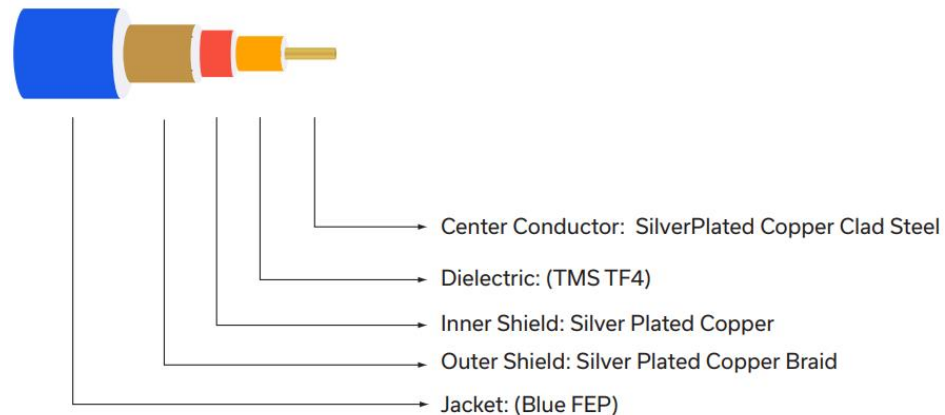 Center Conductor:  SilverPlated Copper Clad Steel
Dielectric: (TMS TF4)
Inner Shield: Silver Plated Copper
Outer Shield: Silver Plated Copper Braid
Jacket: (Blue FEP)